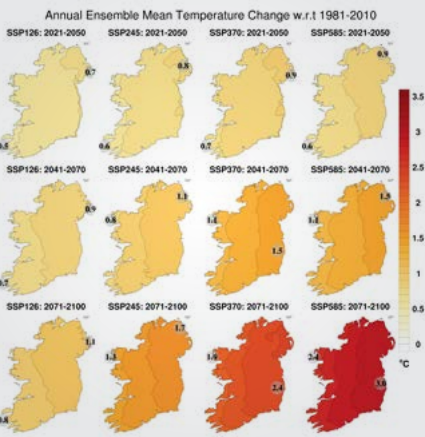 Annual Ensemble Mean Temperature Change w.r.t 1981-2010
SSP126: 2021-2050 SSP245: 2021-2050 SSP370: 2021-2050 SSP585: 2021-2050
0.7 0.8 0.9 0.9
0.5 0.6 0.7 0.6
SSP126: 2041-2070 SSP245: 2041-2070 SSP370: 2041-2070 SSP585: 2041-2070
0.9 1.1 1.5
0.8 1.1 1.1
0.7 1.5
SSP126: 2071-2100 SSP245: 2071-2100 SSP370: 2071-2100 SSP585: 2071-2100
1.1 1.7
1.3 2.4
0.8 2.4 3.0
3.5
3
2.5
2
1.5
1
0.5
0
°C